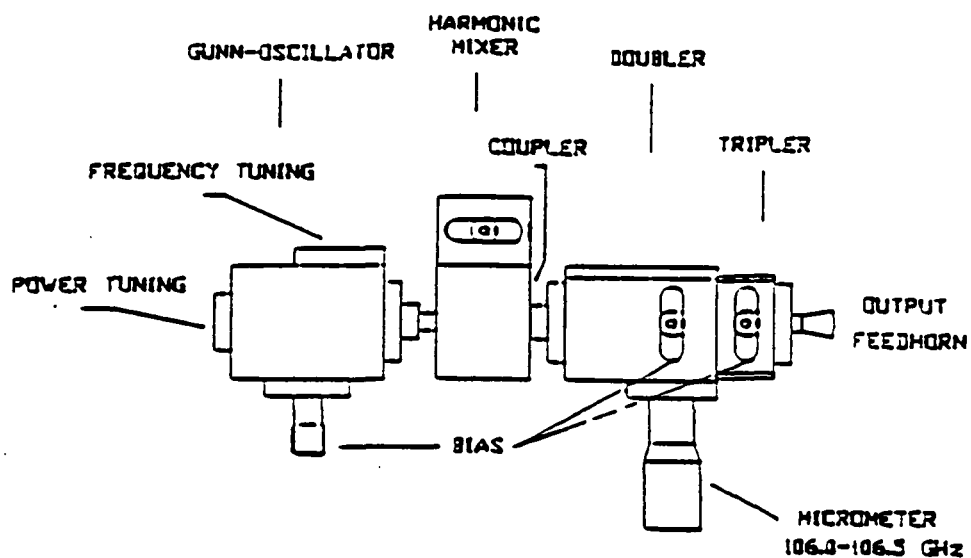 HARMONIC
MIXER
GUNN-OSCILLATOR
DOUBLER
COUPLER
TRIPLER
FREQUENCY TUNING
POWER TUNING
OUTPUT
FEEDHORN
BIAS
MICROMETER
106.0-106.5 GHz